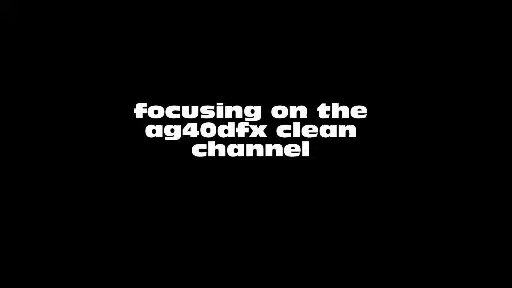 focusing on the
ag40dfx clean
channel